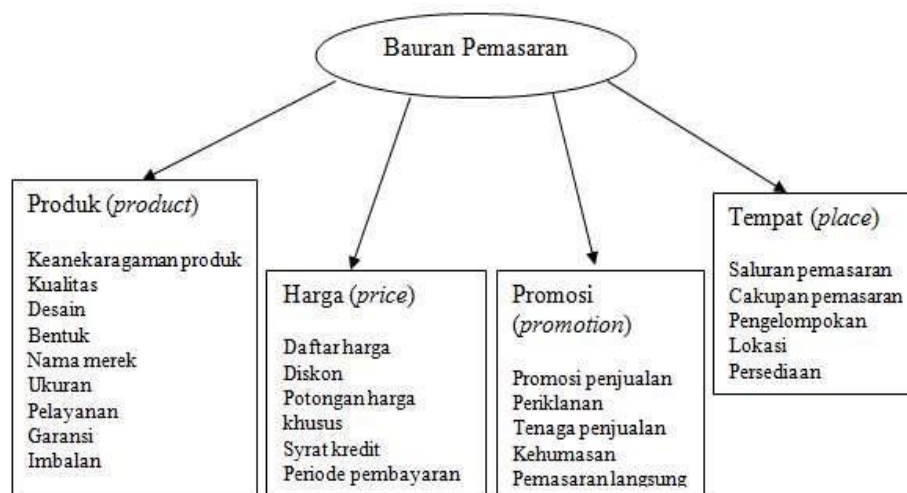 Bauran Pemasaran
Produk (product)
Keanekaragaman produk
Kualitas
Desain
Bentuk
Nama merek
Ukuran
Pelayanan
Garansi
Imbalan
Harga (price)
Daftar harga
Diskon
Potongan harga
khusus
Syrat kredit
Periode pembayaran
Promosi
(promotion)
Promosi penjualan
Periklanan
Tenaga penjualan
Kehumasan
Pemasaran langsung
Tempat (place)
Saluran pemasaran
Cakupan pemasaran
Pengelompokan
Lokasi
Persediaan